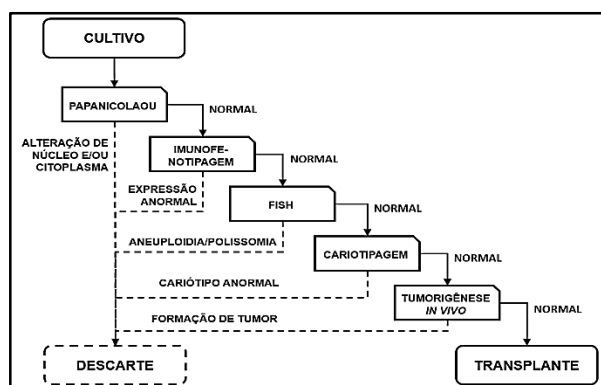 CULTIVO
PAPANICOLAOU
NORMAL
ALTERAÇÃO DE
NÚCLEO E/OU
CITOPLASMA
IMUNOFE-
NOTIPAGEM
NORMAL
EXPRESSÃO
ANORMAL
FISH
NORMAL
ANEUPLOIDIA/POLISSOMIA
CARIOTIPAGEM
NORMAL
CARIÓTIPO ANORMAL
TUMORIGÊNESE
IN VIVO
NORMAL
FORMAÇÃO DE TUMOR
DESCARTE
TRANSPLANTE